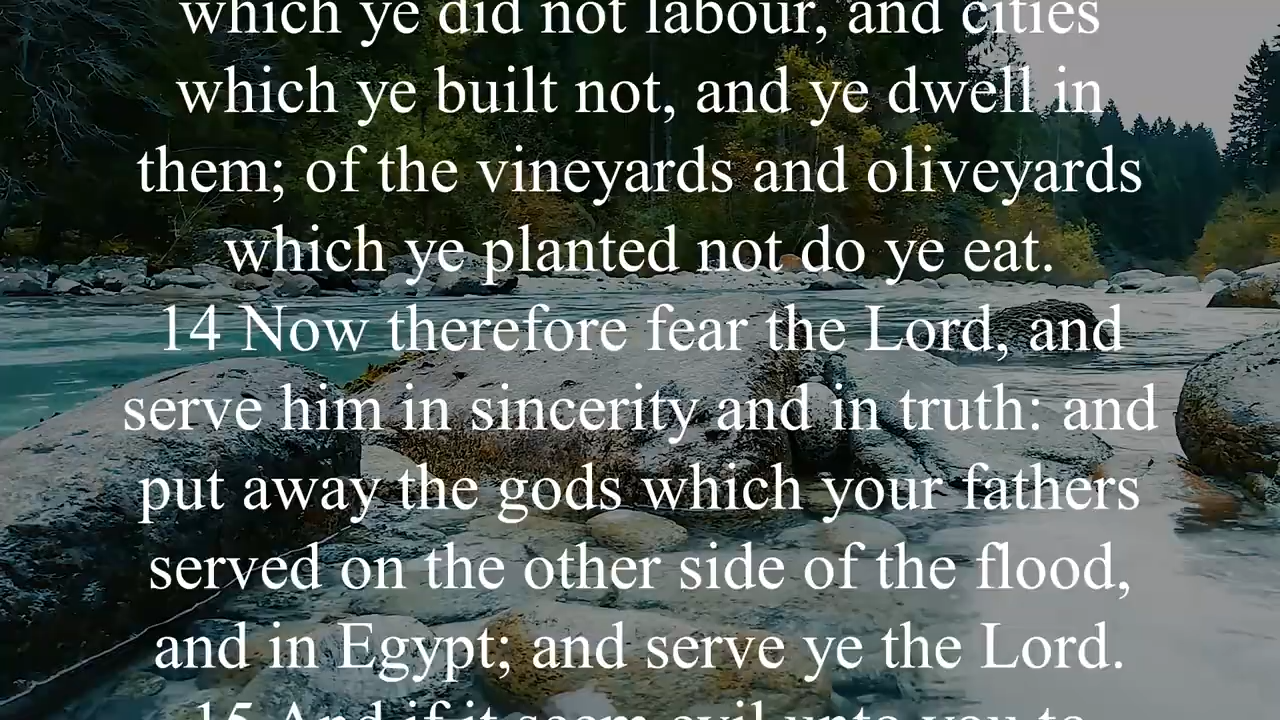 which ye did not labour, and cities
which ye built not, and ye dwell in
them; of the vineyards and oliveyards
which ye planted not do ye eat.
14 Now therefore fear the Lord, and
serve him in sincerity and in truth: and
put away the gods which your fathers
served on the other side of the flood,
and in Egypt; and serve ye the Lord.
15 And if it seem evil unto you to